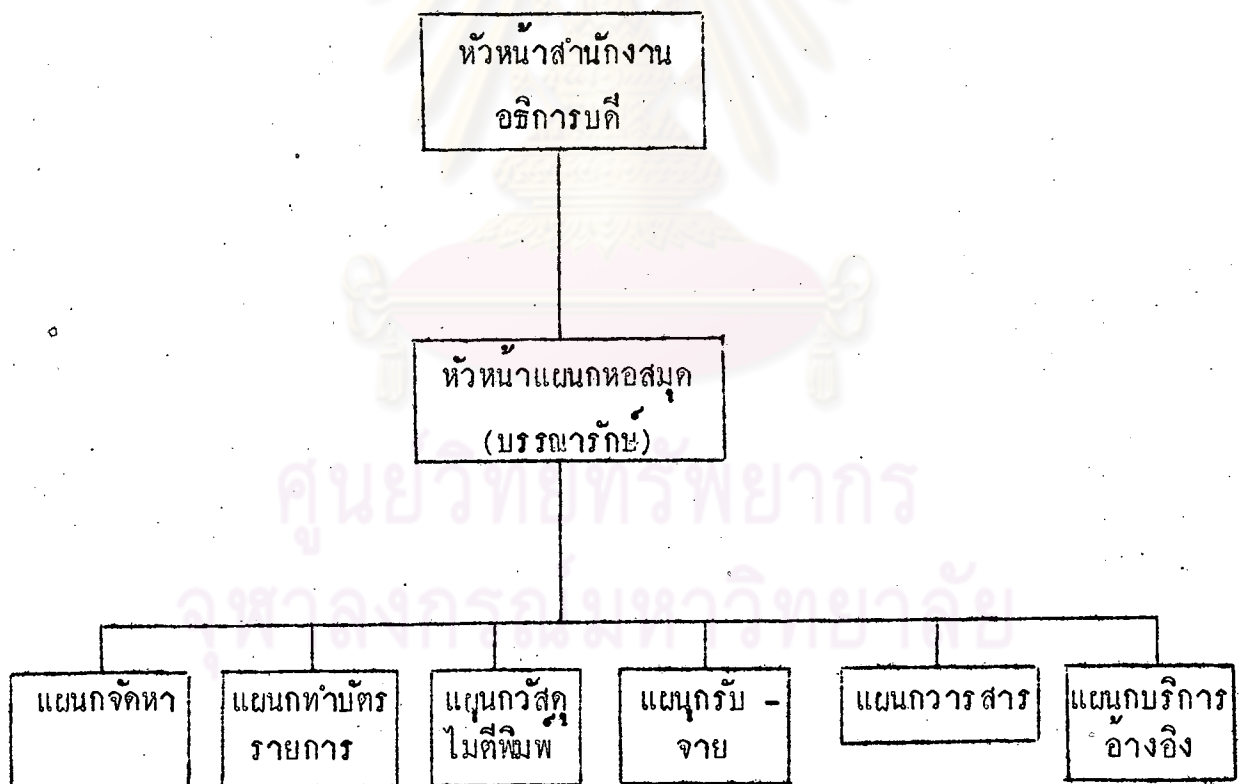 หัวหน้าสำนักงาน
อธิการบดี
หัวหน้าแผนกหอสมุด
(บรรณารักษ์)
ศูนย์วิทยทรัพยากร
จุฬาลงกรณ์มหาวิทยาลัย
แผนกจัดหา
แผนกทำบัตร
รายการ
แผนกวัสดุ
ไม่ตีพิมพ์
แผนกรับ -
จาย
แผนกวารสาร
แผนกบริการ
อ้างอิง